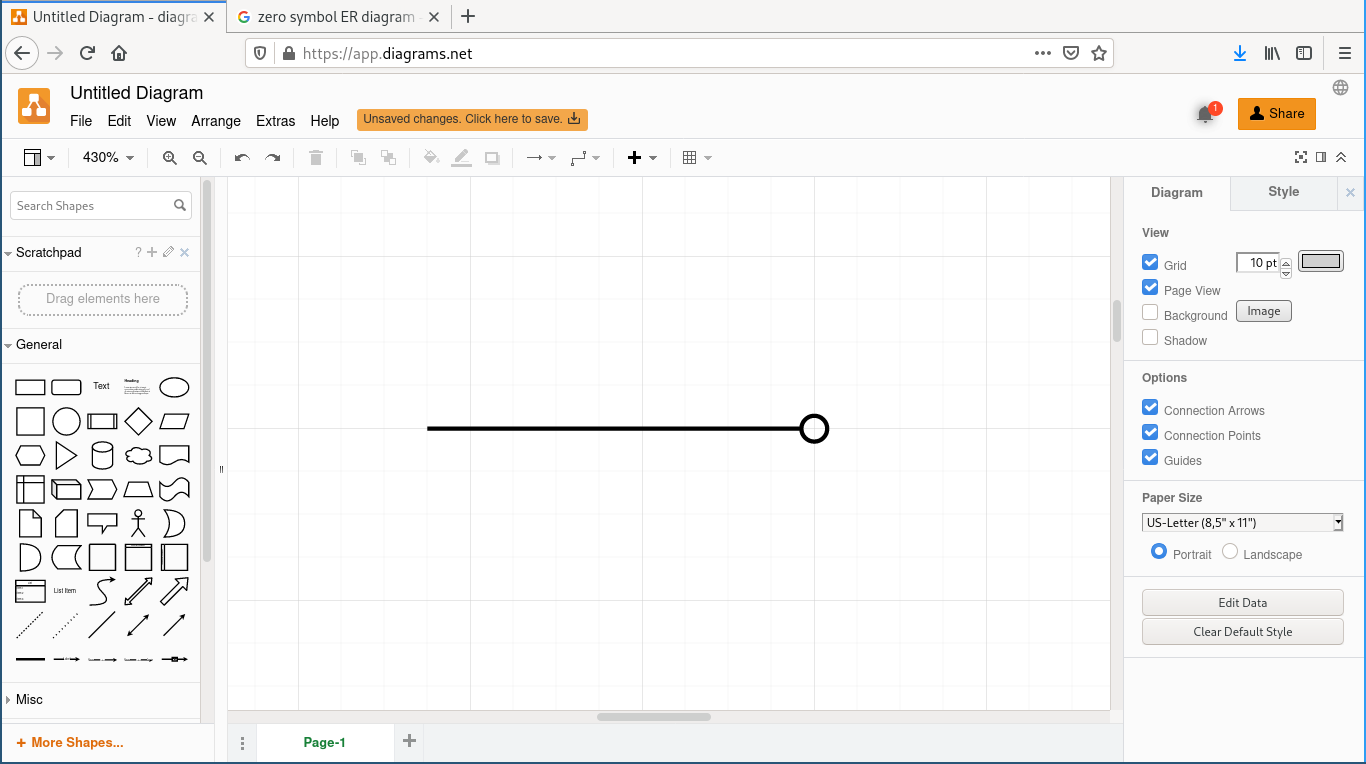 Untitled Diagram - diagra
zero symbol ER diagram -
https://app.diagrams.net
Untitled Diagram
File Edit View Arrange Extras Help
Unsaved changes. Click here to save.
1
Share
430%
Search Shapes
Scratchpad
?
Drag elements here
General
Text
Heading
List Item
Misc
+ More Shapes...
Page-1
Diagram
Style
View
Grid
10 pt
Page View
Background
Image
Shadow
Options
Connection Arrows
Connection Points
Guides
Paper Size
US-Letter (8,5" x 11")
Portrait Landscape
Edit Data
Clear Default Style